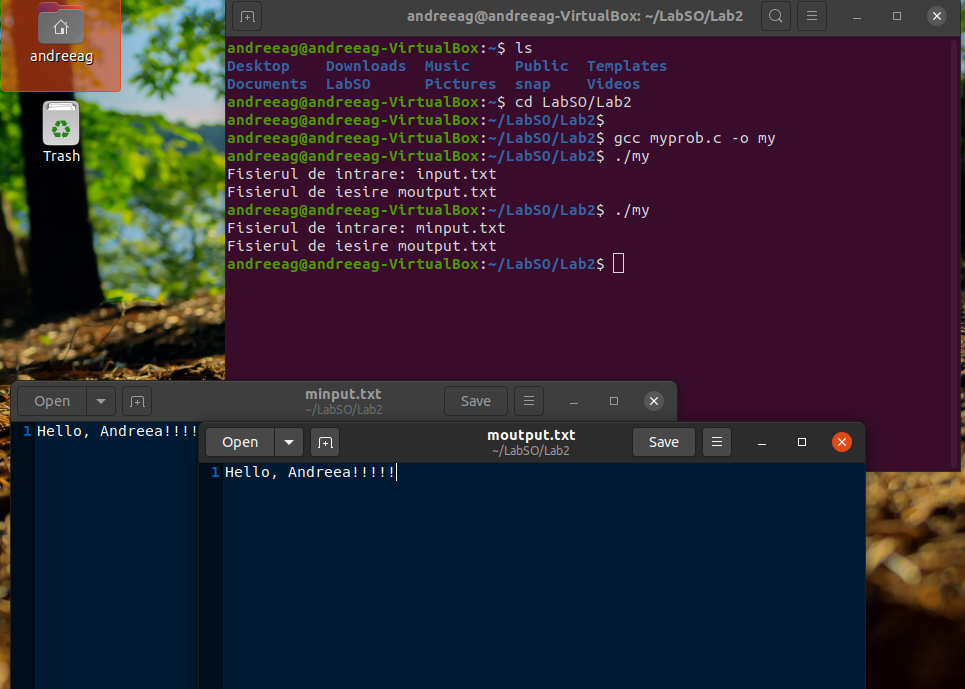 andreeag
Trash
andreeag@andreeag-VirtualBox: ~/LabSO/Lab2
andreeag@andreeag-VirtualBox:~$ ls
Desktop Downloads Music Public Templates
Documents LabSO Pictures snap Videos
andreeag@andreeag-VirtualBox:~$ cd LabSO/Lab2
andreeag@andreeag-VirtualBox:~/LabSO/Lab2$
andreeag@andreeag-VirtualBox:~/LabSO/Lab2$ gcc myprob.c -o my
andreeag@andreeag-VirtualBox:~/LabSO/Lab2$ ./my
Fisierul de intrare: input.txt
Fisierul de iesire moutput.txt
andreeag@andreeag-VirtualBox:~/LabSO/Lab2$ ./my
Fisierul de intrare: minput.txt
Fisierul de iesire moutput.txt
andreeag@andreeag-VirtualBox:~/LabSO/Lab2$
Open minput.txt Save
~/LabSO/Lab2
1 Hello, Andreea!!!!
Open moutput.txt Save
~/LabSO/Lab2
1 Hello, Andreea!!!!!